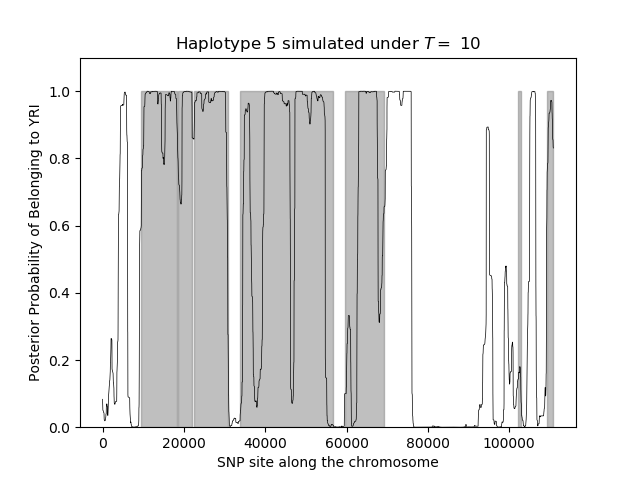 Haplotype 5 simulated under T = 10
Posterior Probability of Belonging to YRI
1.0
0.8
0.6
0.4
0.2
0.0
0 20000 40000 60000 80000 100000
SNP site along the chromosome